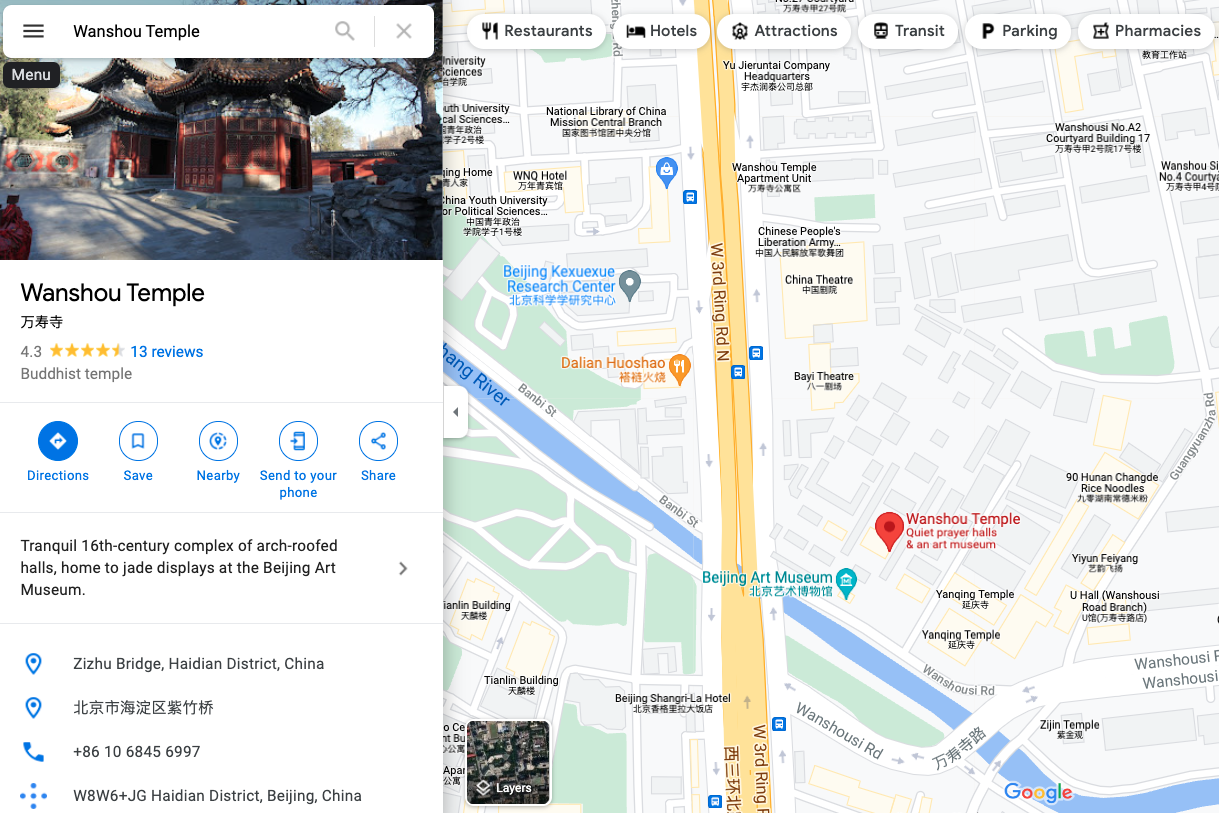 Wanshou Temple
Menu
Wanshou Temple
万寿寺
4.3
13 reviews
Buddhist temple
Directions
Save
Nearby
Send to your
phone
Share
Tranquil 16th-century complex of arch-roofed
halls, home to jade displays at the Beijing Art
Museum.
Zizhu Bridge, Haidian District, China
北京市海淀区紫竹桥
+86 10 6845 6997
W8W6+JG Haidian District, Beijing, China
Restaurants
Hotels
Attractions
Transit
Parking
Pharmacies
万寿寺甲27号院
教育工作站
Yu Jieruntai Company
Headquarters
宇杰润泰公司总部
National Library of China
Mission Central Branch
国家图书馆团中央分馆
Wanshousi No.A2
Courtyard Building 17
万寿寺甲2号院17号楼
WNQ Hotel
万年青宾馆
Wanshou Temple
Apartment Unit
万寿寺公寓区
China Youth University
or Political Sciences...
中国青年政治
学院学子1号楼
Chinese People's
Liberation Army...
中国人民解放军歌舞团
China Theatre
中国剧院
Beijing Kexuexue
Research Center
北京科学学研究中心
W 3rd Ring Rd N
Dalian Huoshao
褡裢火烧
Bayi Theatre
八一剧场
Banbi St
Banbi St
Guangyuanzha Rd
90 Hunan Changde
Rice Noodles
九零湖南常德米粉
Wanshou Temple
Quiet prayer halls
& an art museum
Beijing Art Museum
北京艺术博物馆
Yiyun Feiyang
艺韵飞扬
Yanqing Temple
延庆寺
U Hall (Wanshousi
Road Branch)
U馆(万寿寺路店)
Yanqing Temple
延庆寺
Tianlin Building
天麟楼
Tianlin Building
天麟楼
Beijing Shangri-La Hotel
北京香格里拉大饭店
Wanshousi Rd
Wanshousi Rd
万寿寺路
Wanshousi
Zijin Temple
紫金观
西三环北
W 3rd Ring
Layers
Google